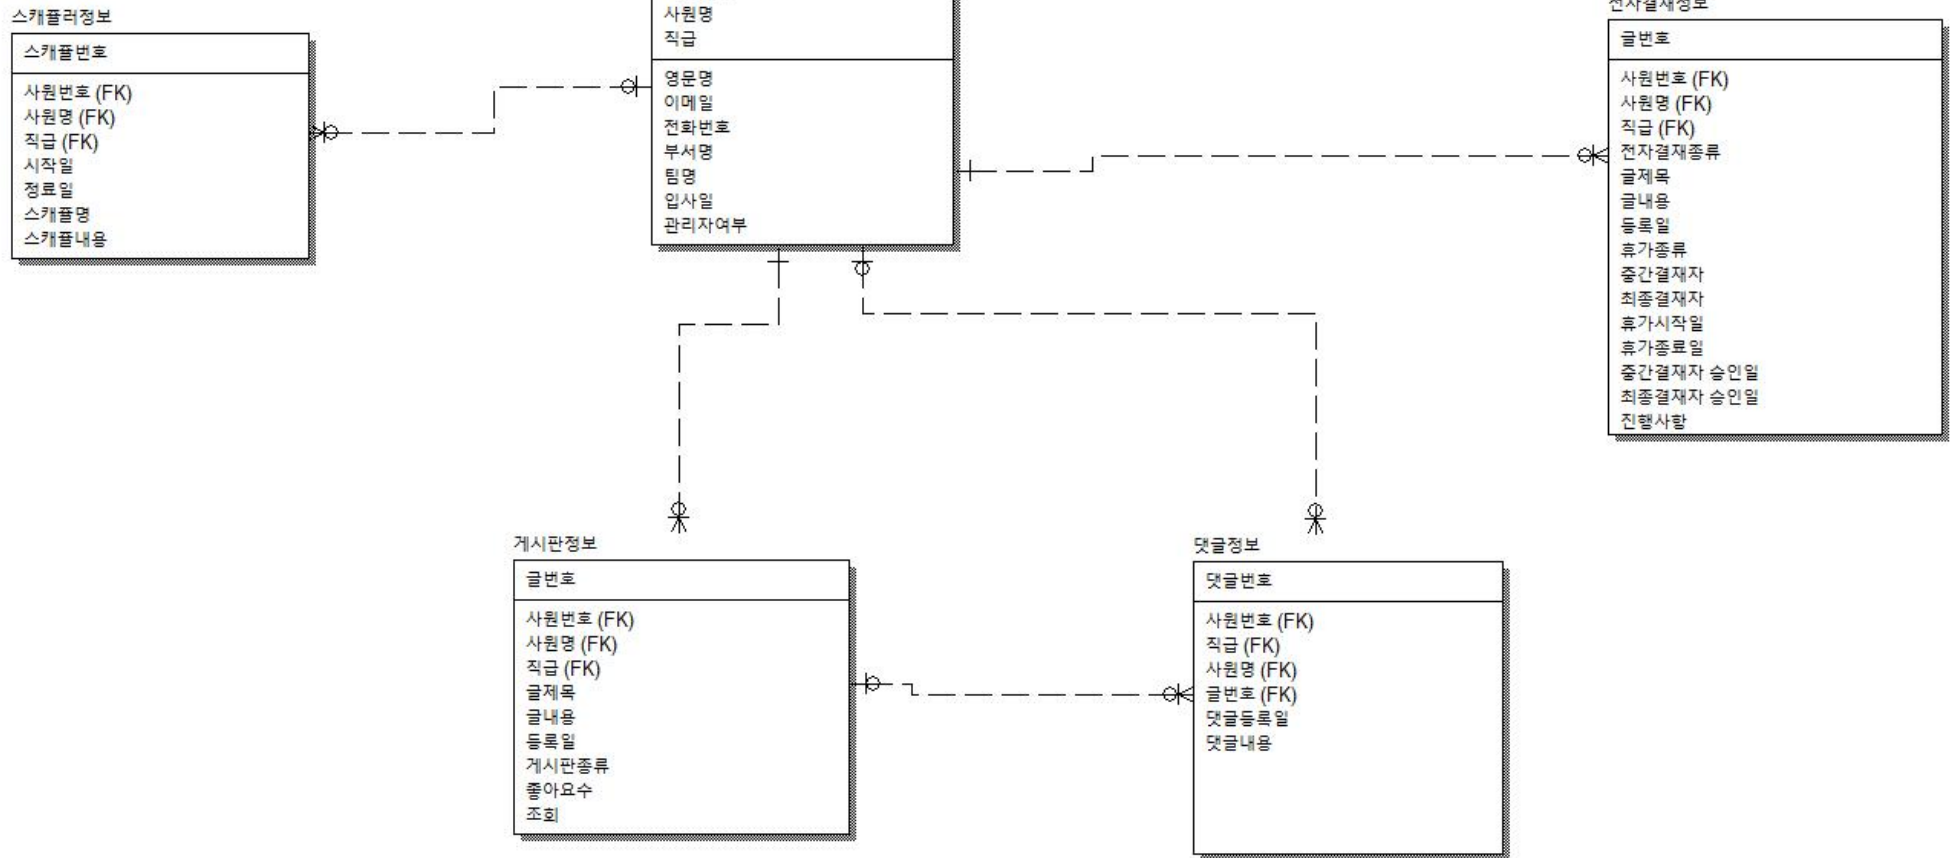 스캐쥴러정보
스캐쥴번호
사원번호 (FK)
사원명 (FK)
직급 (FK)
시작일
정료일
스캐쥴명
스캐쥴내용
사원명
직급
영문명
이메일
전화번호
부서명
팀명
입사일
관리자여부
전자결재정보
글번호
사원번호 (FK)
사원명 (FK)
직급 (FK)
전자결재종류
글제목
글내용
등록일
휴가종류
중간결재자
최종결재자
휴가시작일
휴가종료일
중간결재자 승인일
최종결재자 승인일
진행사항
게시판정보
글번호
사원번호 (FK)
사원명 (FK)
직급 (FK)
글제목
글내용
등록일
게시판종류
좋아요수
조회
댓글정보
댓글번호
사원번호 (FK)
직급 (FK)
사원명 (FK)
글번호 (FK)
댓글등록일
댓글내용